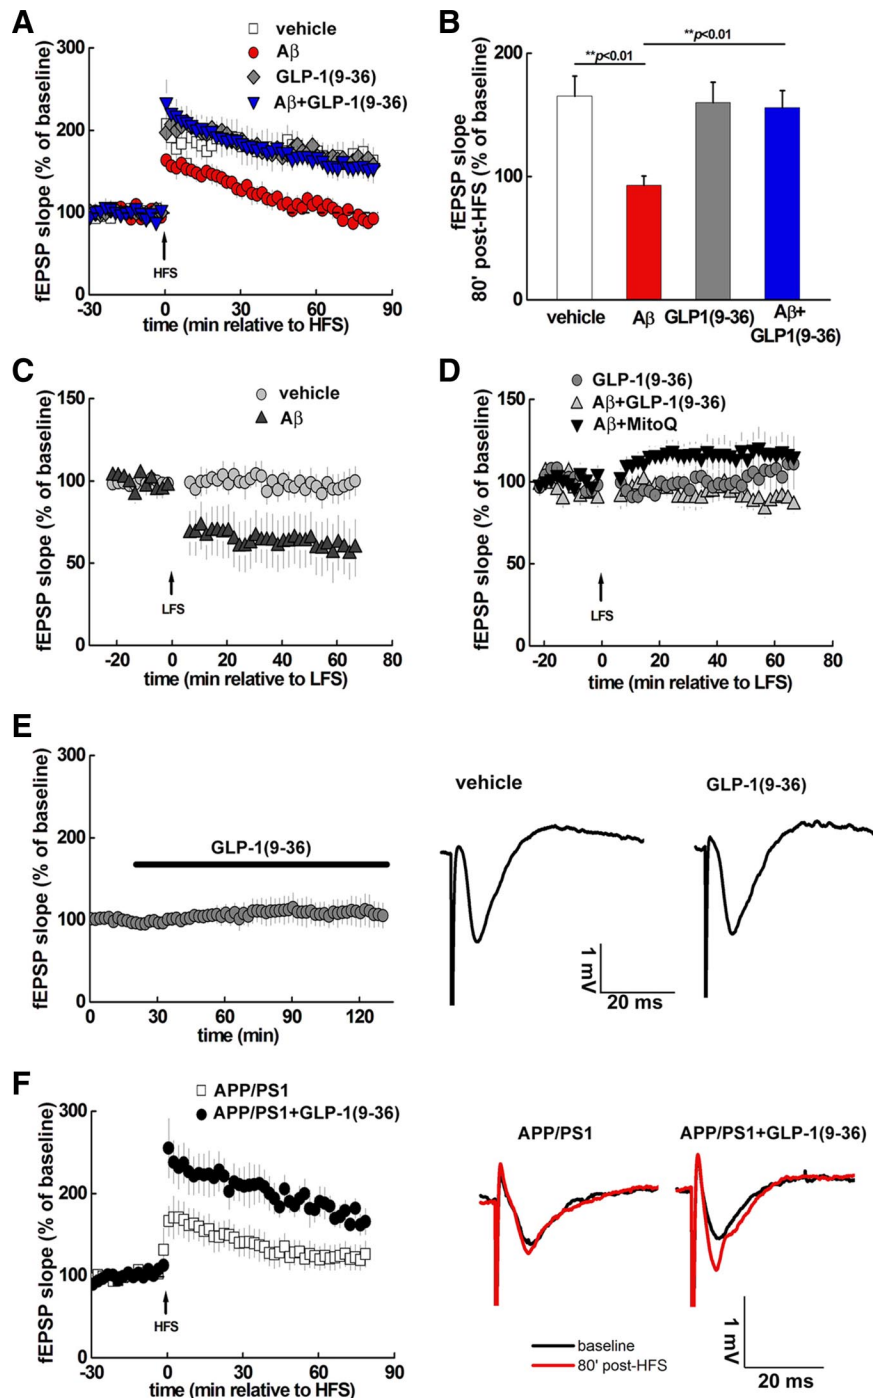 A
vehicle
Aβ
GLP-1(9-36)
Aβ+GLP-1(9-36)
fEPSP slope (% of baseline)
300
200
100
0
HFS
-30
0
30
60
90
time (min relative to HFS)
B
**p<0.01
**p<0.01
fEPSP slope
80' post-HFS (% of baseline)
200
100
0
vehicle
Aβ
GLP1(9-36)
Aβ+
GLP1(9-36)
C
vehicle
Aβ
fEPSP slope (% of baseline)
150
100
50
0
LFS
-20
0
20
40
60
80
time (min relative to LFS)
D
GLP-1(9-36)
Aβ+GLP-1(9-36)
Aβ+MitoQ
fEPSP slope (% of baseline)
150
100
50
0
LFS
-20
0
20
40
60
80
time (min relative to LFS)
E
fEPSP slope (% of baseline)
300
200
100
0
GLP-1(9-36)
0
30
60
90
120
time (min)
vehicle
GLP-1(9-36)
1 mV
20 ms
F
APP/PS1
APP/PS1+GLP-1(9-36)
fEPSP slope (% of baseline)
300
200
100
0
HFS
-30
0
30
60
90
time (min relative to HFS)
APP/PS1
APP/PS1+GLP-1(9-36)
baseline
80' post-HFS
1 mV
20 ms